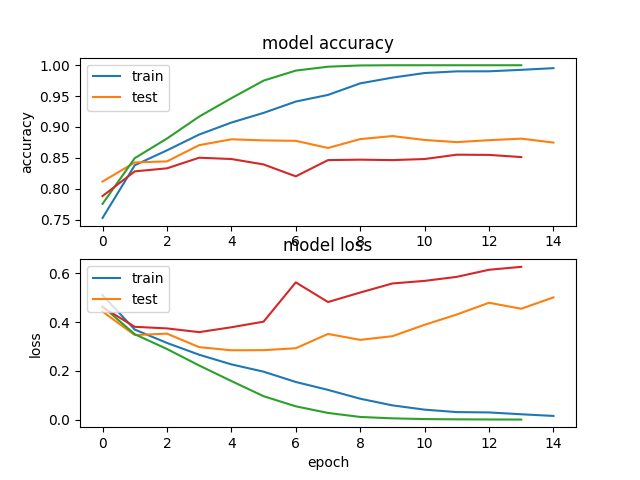 model accuracy
1.00
0.95
0.90
0.85
0.80
0.75
accuracy
train
test
0 2 4 6 8 10 12 14
model loss
0.6
0.4
0.2
0.0
loss
train
test
0 2 4 6 8 10 12 14
epoch